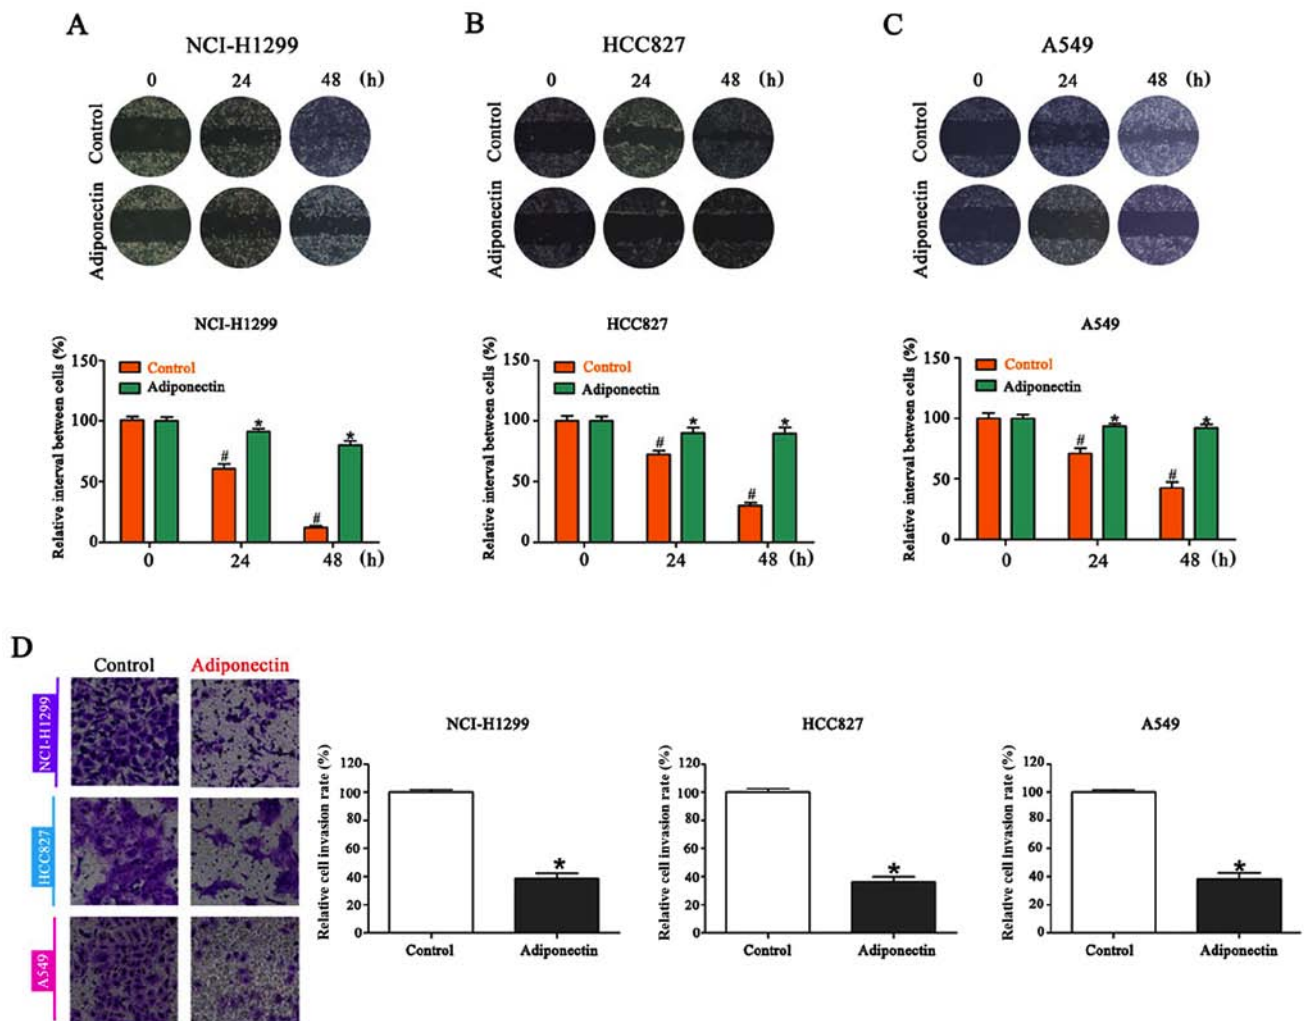 A
NCI-H1299
0 24 48 (h)
Control
Adiponectin
NCI-H1299
Relative interval between cells (%)
150
100
50
0
Control
Adiponectin
# * # *
0 24 48 (h)
B
HCC827
0 24 48 (h)
Control
Adiponectin
HCC827
Relative interval between cells (%)
150
100
50
0
Control
Adiponectin
# * # *
0 24 48 (h)
C
A549
0 24 48 (h)
Control
Adiponectin
A549
Relative interval between cells (%)
150
100
50
0
Control
Adiponectin
# * # *
0 24 48 (h)
D
Control Adiponectin
NCI-H1299
HCC827
A549
NCI-H1299
Relative cell invasion rate (%)
120
100
80
60
40
20
0
*
Control Adiponectin
HCC827
Relative cell invasion rate (%)
120
100
80
60
40
20
0
*
Control Adiponectin
A549
Relative cell invasion rate (%)
120
100
80
60
40
20
0
*
Control Adiponectin